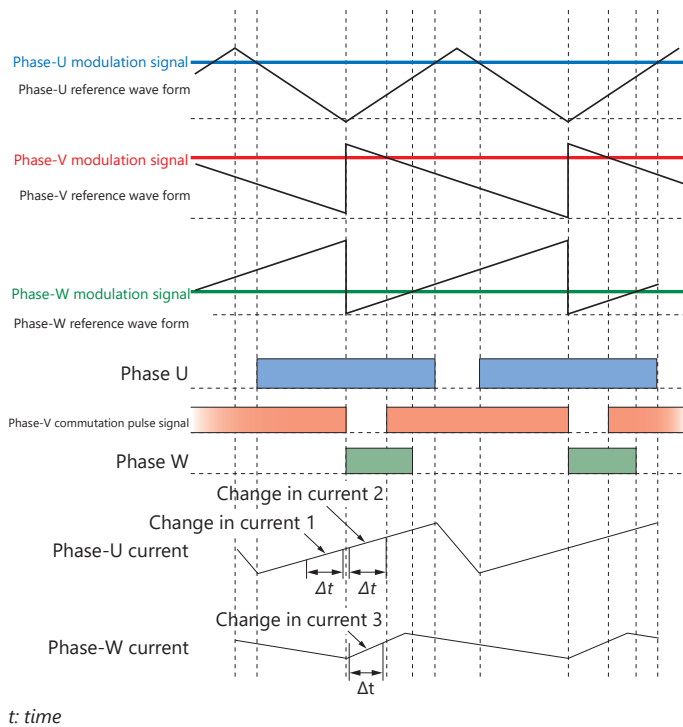 Phase-U modulation signal
Phase-U reference wave form
Phase-V modulation signal
Phase-V reference wave form
Phase-W modulation signal
Phase-W reference wave form
Phase U
Phase-V commutation pulse signal
Phase W
Change in current 2
Change in current 1
Phase-U current
Δt
Δt
Change in current 3
Phase-W current
Δt
t: time